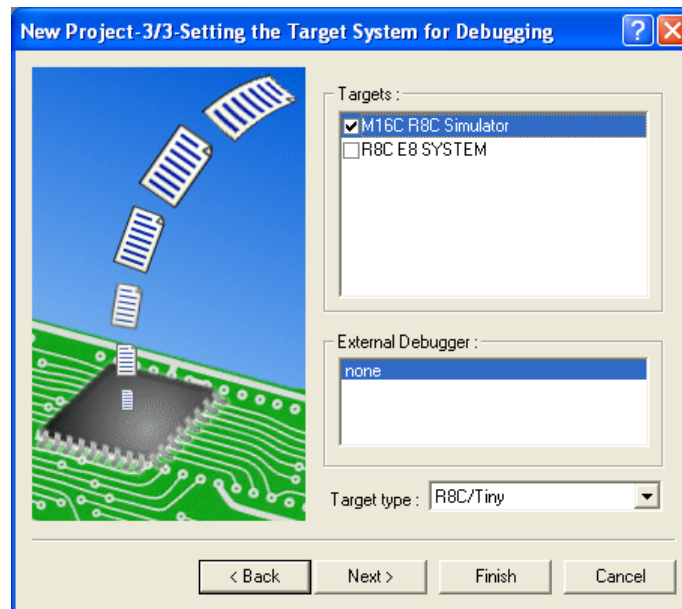 New Project-3/3-Setting the Target System for Debugging
Targets :
M16C R8C Simulator
R8C E8 SYSTEM
External Debugger :
none
Target type : R8C/Tiny
< Back Next > Finish Cancel